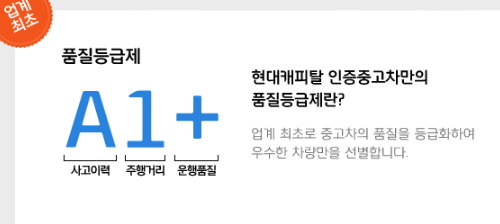 업계
최초
품질등급제
A1+
사고이력 주행거리 운행품질
현대캐피탈 인증중고차만의
품질등급제란?
업계 최초로 중고차의 품질을 등급화하여
우수한 차량만을 선별합니다.